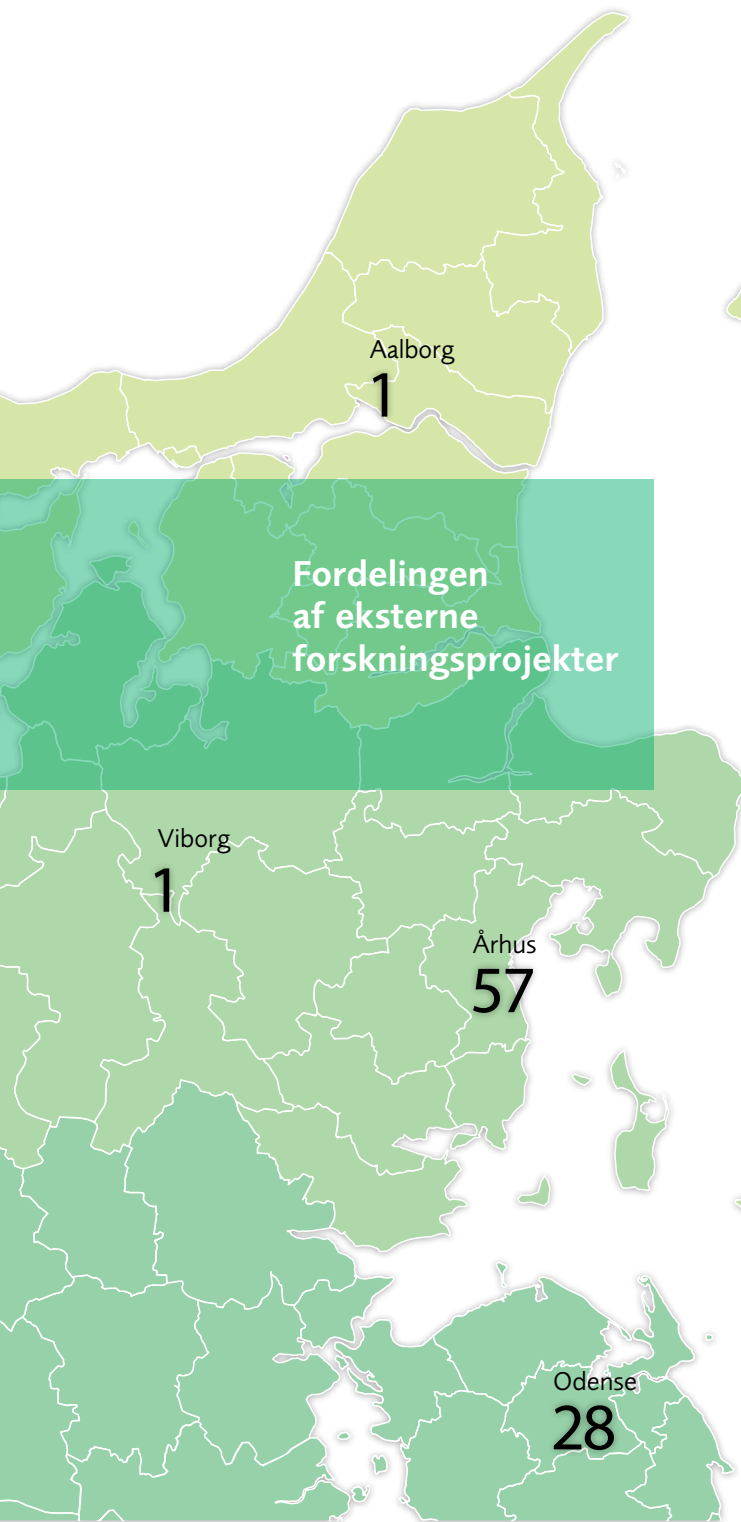 Aalborg
1
Fordelingen
af eksterne
forskningsprojekter
Viborg
1
Århus
57
Odense
28